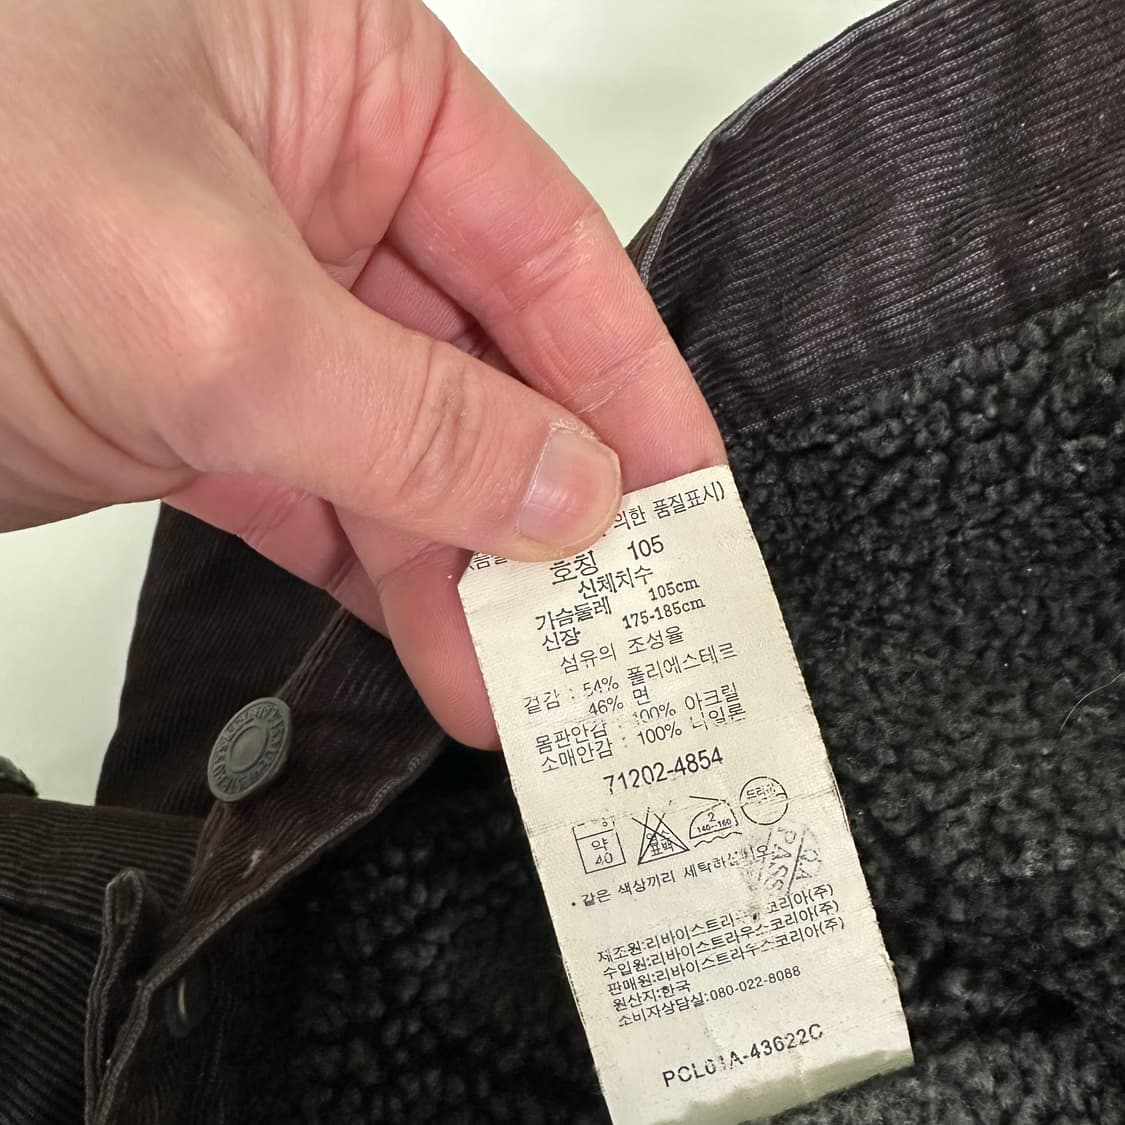 의한 품질표시)
호칭 105
신체치수
가슴둘레 105cm
신장 175-185cm
섬유의 조성율
겉감 : 54% 폴리에스테르
46% 면
몸판안감 : 100% 아크릴
소매안감 : 100% 나일론
71202-4854
약
40
염소
표백
2
140~160
드라이
PASS
• 같은 색상끼리 세탁하십시오.
제조원:리바이스트라우스코리아(주)
수입원:리바이스트라우스코리아(주)
판매원:리바이스트라우스코리아(주)
원산지:한국
소비자상담실:080-022-8088